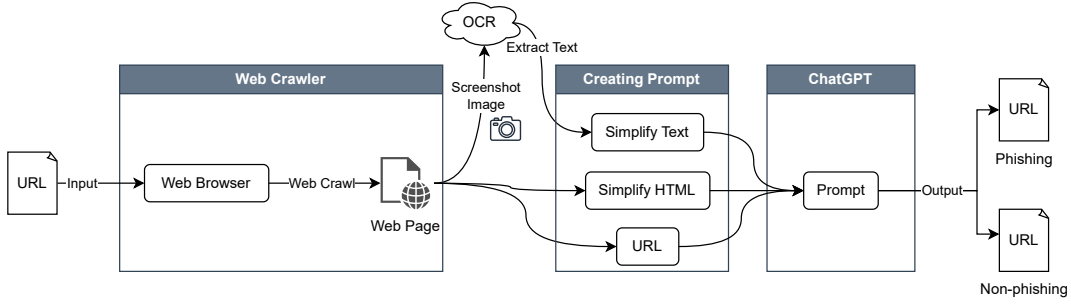 OCR
Extract Text
Web Crawler
Creating Prompt
ChatGPT
Screenshot
Image
URL
Phishing
Simplify Text
URL
Input
Web Browser
Web Crawl
Web Page
Simplify HTML
Prompt
Output
URL
URL
Non-phishing